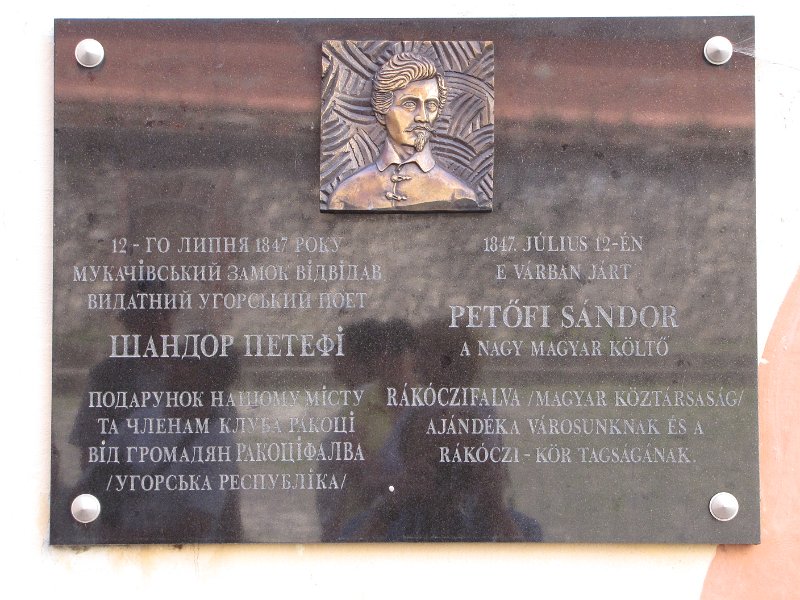 12 - ГО ЛИПНЯ 1847 РОКУ
МУКАЧІВСЬКИЙ ЗАМОК ВІДВІДАВ
ВИДАТНИЙ УГОРСЬКИЙ ПОЕТ
ШАНДОР ПЕТЕФІ
ПОДАРУНОК НАШОМУ МІСТУ
ТА ЧЛЕНАМ КЛУБА РАКОЦІ
ВІД ГРОМАДЯН РАКОЦІФАЛВА
/УГОРСЬКА РЕСПУБЛІКА/
1847. JÚLIUS 12-ÉN
E VÁRBAN JÁRT
PETŐFI SÁNDOR
A NAGY MAGYAR KÖLTŐ
RÁKÓCZIFALVA /MAGYAR KÖZTÁRSASÁG/
AJÁNDÉKA VÁROSUNKNAK ÉS A
RÁKÓCZI - KÖR TAGSÁGÁNAK.